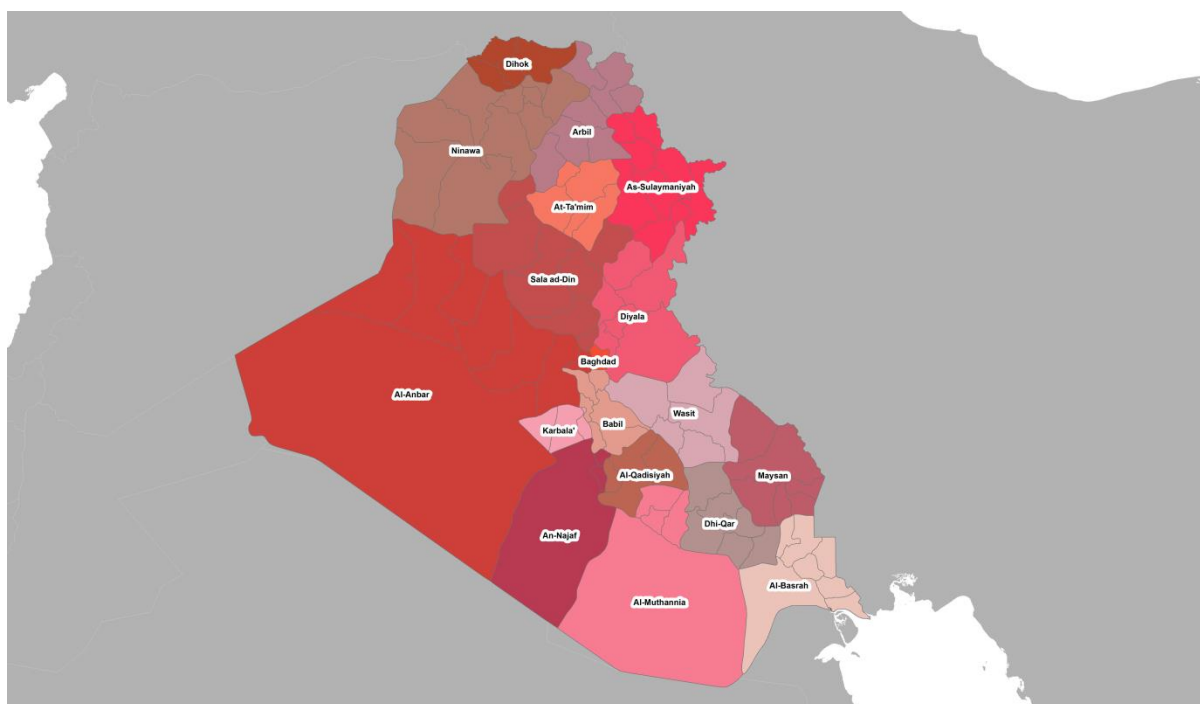 Dihok
Arbil
Ninawa
As-Sulaymaniyah
At-Ta'mim
Sala ad-Din
Diyala
Baghdad
Al-Anbar
Wasit
Babil
Karbala'
Al-Qadisiyah
Maysan
Dhi-Qar
An-Najaf
Al-Basrah
Al-Muthannia